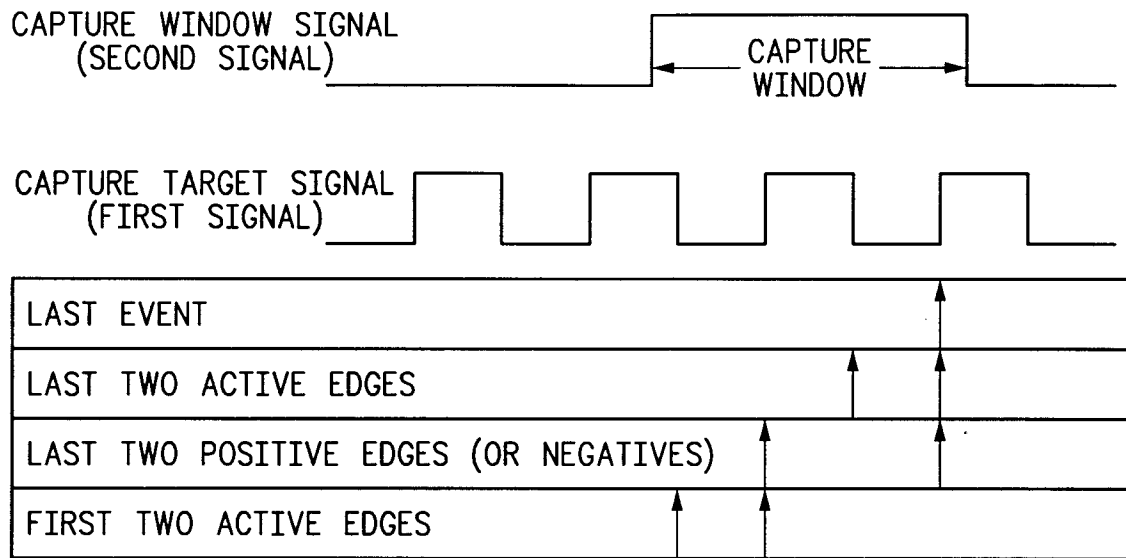 CAPTURE WINDOW SIGNAL
(SECOND SIGNAL)
CAPTURE
WINDOW
CAPTURE TARGET SIGNAL
(FIRST SIGNAL)
LAST EVENT
LAST TWO ACTIVE EDGES
LAST TWO POSITIVE EDGES (OR NEGATIVES)
FIRST TWO ACTIVE EDGES